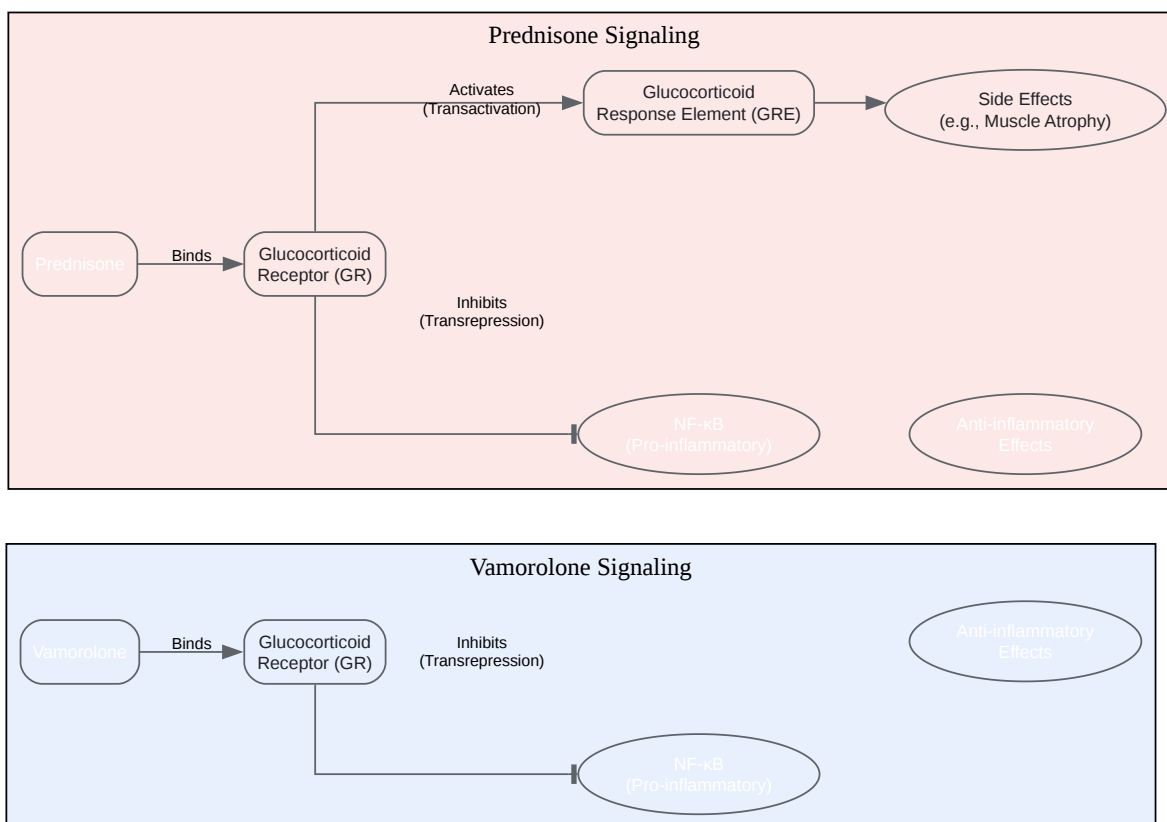 Prednisone Signaling
Activates
(Transactivation)
Glucocorticoid
Response Element (GRE)
Side Effects
(e.g., Muscle Atrophy)
Prednisone
Binds
Glucocorticoid
Receptor (GR)
Inhibits
(Transrepression)
NF-κB
(Pro-inflammatory)
Anti-inflammatory
Effects
Vamorolone Signaling
Vamorolone
Binds
Glucocorticoid
Receptor (GR)
Inhibits
(Transrepression)
Anti-inflammatory
Effects
NF-κB
(Pro-inflammatory)